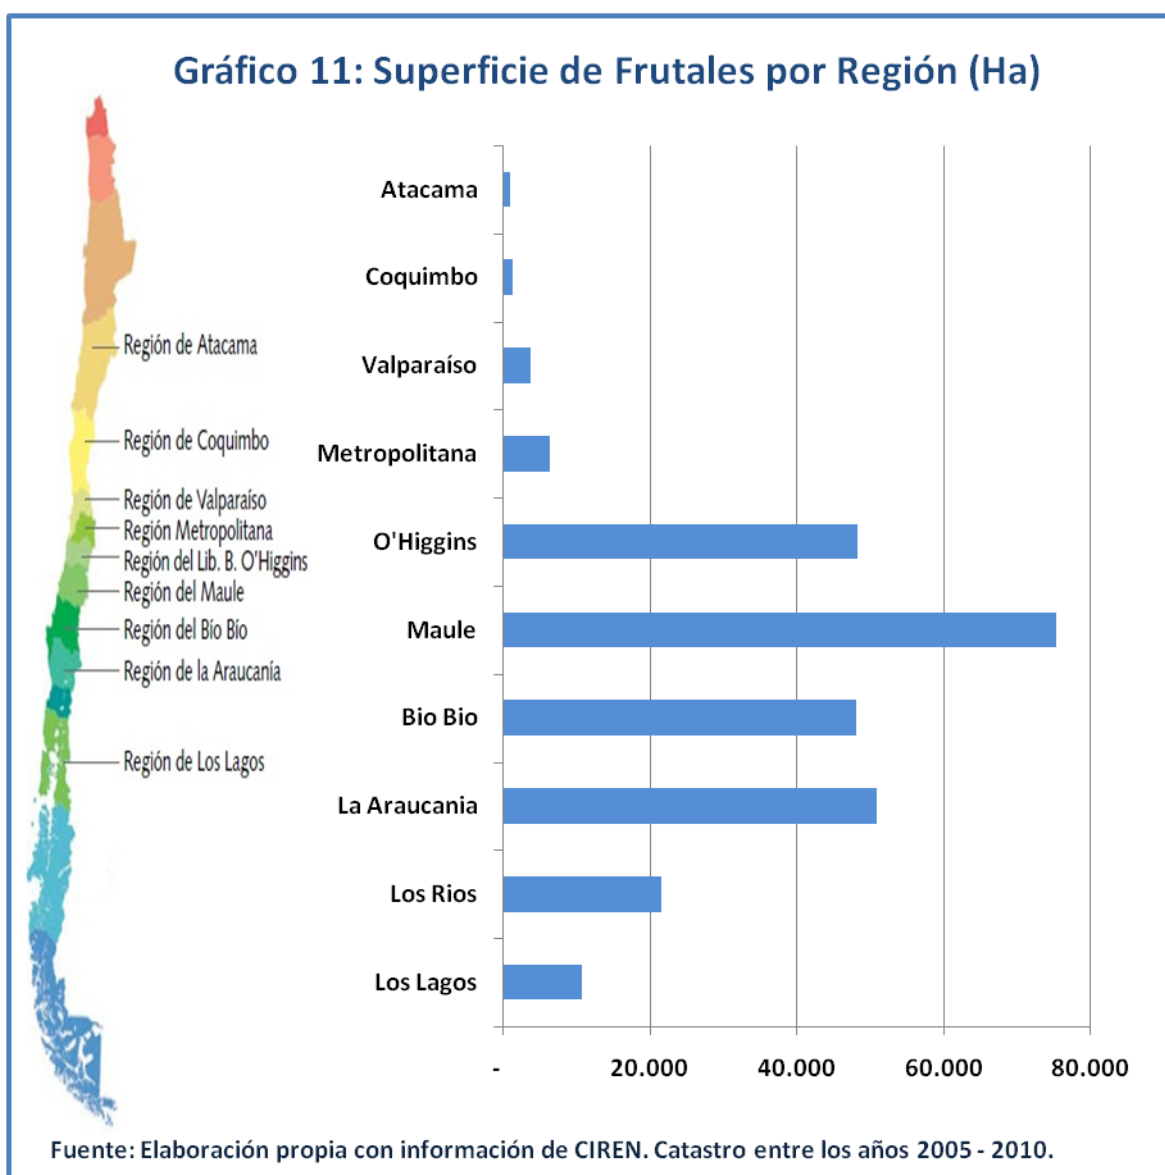 Gráfico 11: Superficie de Frutales por Región (Ha)
Región de Atacama
Región de Coquimbo
Región de Valparaíso
Región Metropolitana
Región del Lib. B. O'Higgins
Región del Maule
Región del Bío Bío
Región de la Araucanía
Región de Los Lagos
Atacama
Coquimbo
Valparaíso
Metropolitana
O'Higgins
Maule
Bio Bio
La Araucania
Los Rios
Los Lagos
- 20.000 40.000 60.000 80.000
Fuente: Elaboración propia con información de CIREN. Catastro entre los años 2005 - 2010.